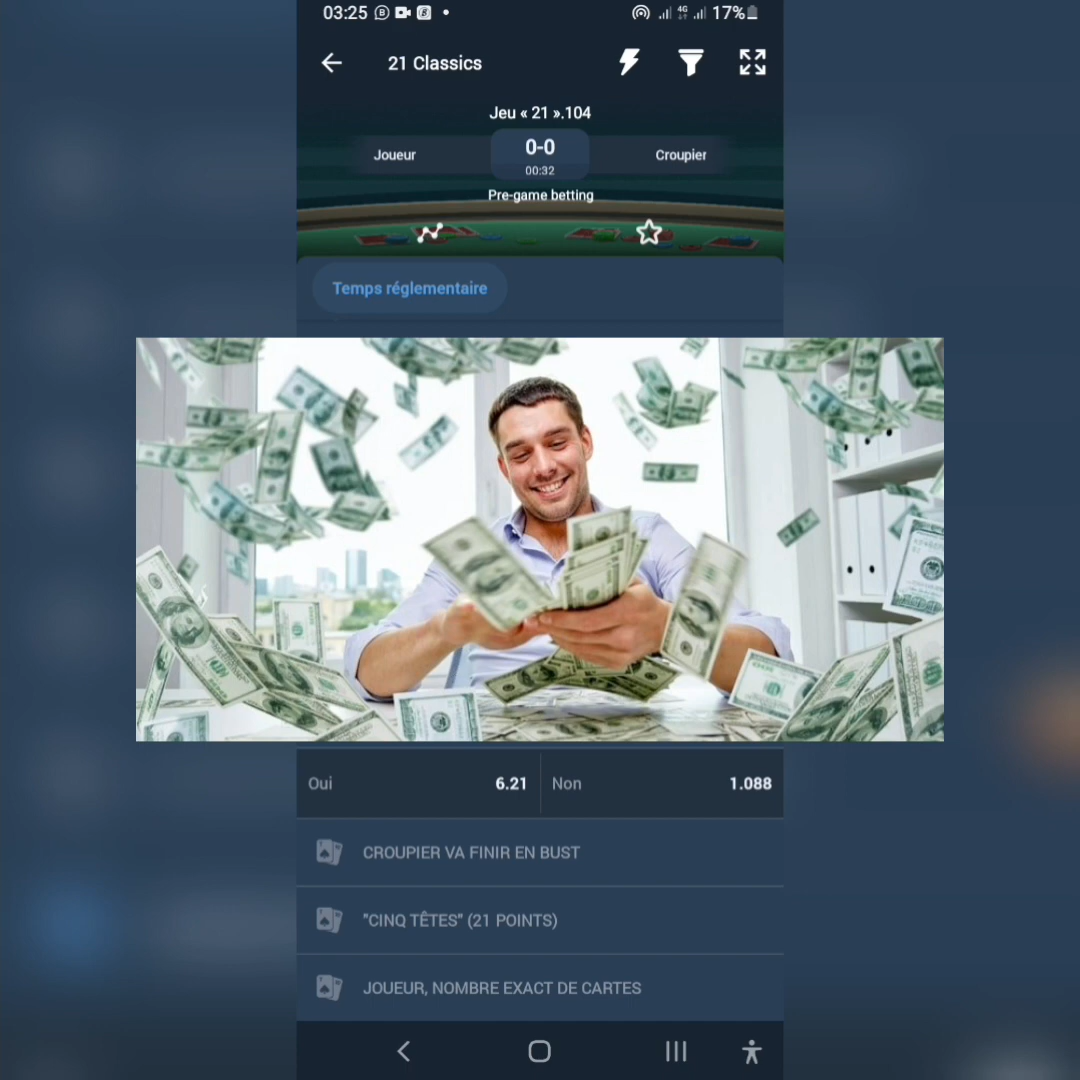 03:25
4G
17%
21 Classics
Jeu « 21 ».104
Joueur
0-0
Croupier
00:32
Pre-game betting
Temps réglementaire
Oui 6.21 Non 1.088
CROUPIER VA FINIR EN BUST
"CINQ TÊTES" (21 POINTS)
JOUEUR, NOMBRE EXACT DE CARTES